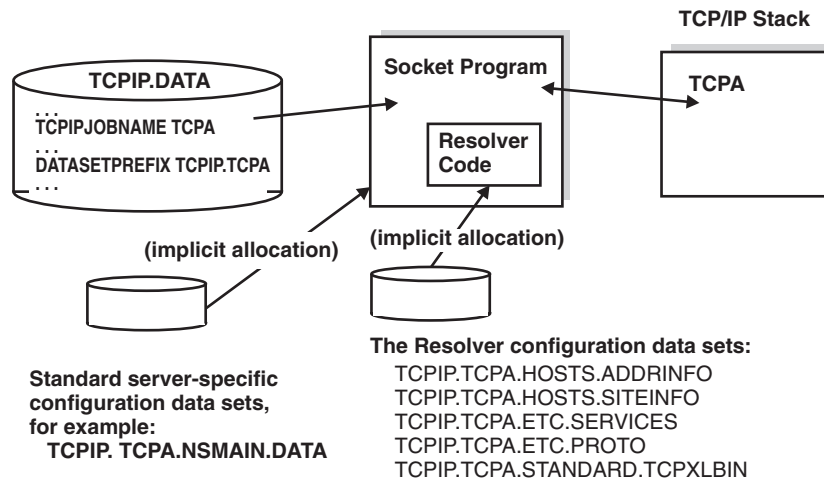 TCP/IP Stack
TCPIP.DATA
. . .
TCPIPJOBNAME TCPA
. . .
DATASETPREFIX TCPIP.TCPA
. . .
Socket Program
Resolver
Code
TCPA
(implicit allocation)
(implicit allocation)
Standard server-specific
configuration data sets,
for example:
TCPIP. TCPA.NSMAIN.DATA
The Resolver configuration data sets:
TCPIP.TCPA.HOSTS.ADDRINFO
TCPIP.TCPA.HOSTS.SITEINFO
TCPIP.TCPA.ETC.SERVICES
TCPIP.TCPA.ETC.PROTO
TCPIP.TCPA.STANDARD.TCPXLBIN